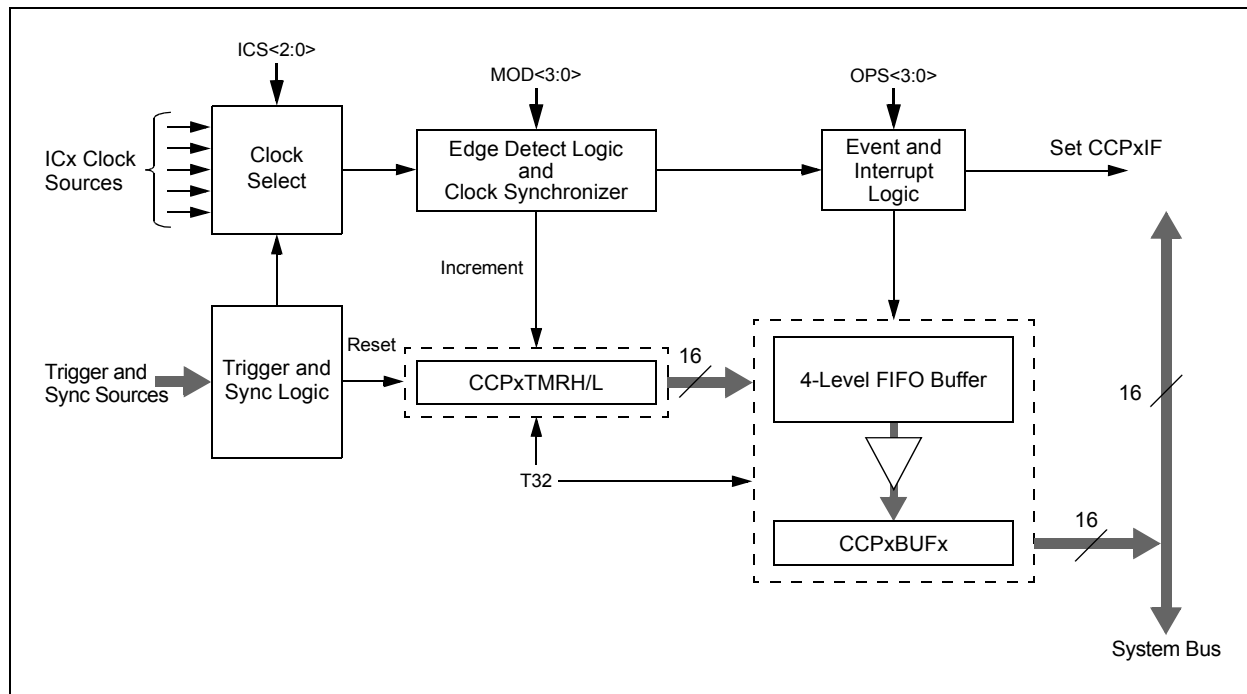 ICS<2:0>
MOD<3:0>
OPS<3:0>
ICx Clock
Sources
Clock
Select
Edge Detect Logic
and
Clock Synchronizer
Event and
Interrupt
Logic
Set CCPxIF
Increment
Reset
Trigger and
Sync Sources
Trigger and
Sync Logic
CCPxTMRH/L
16
4-Level FIFO Buffer
16
T32
CCPxBUFx
16
System Bus